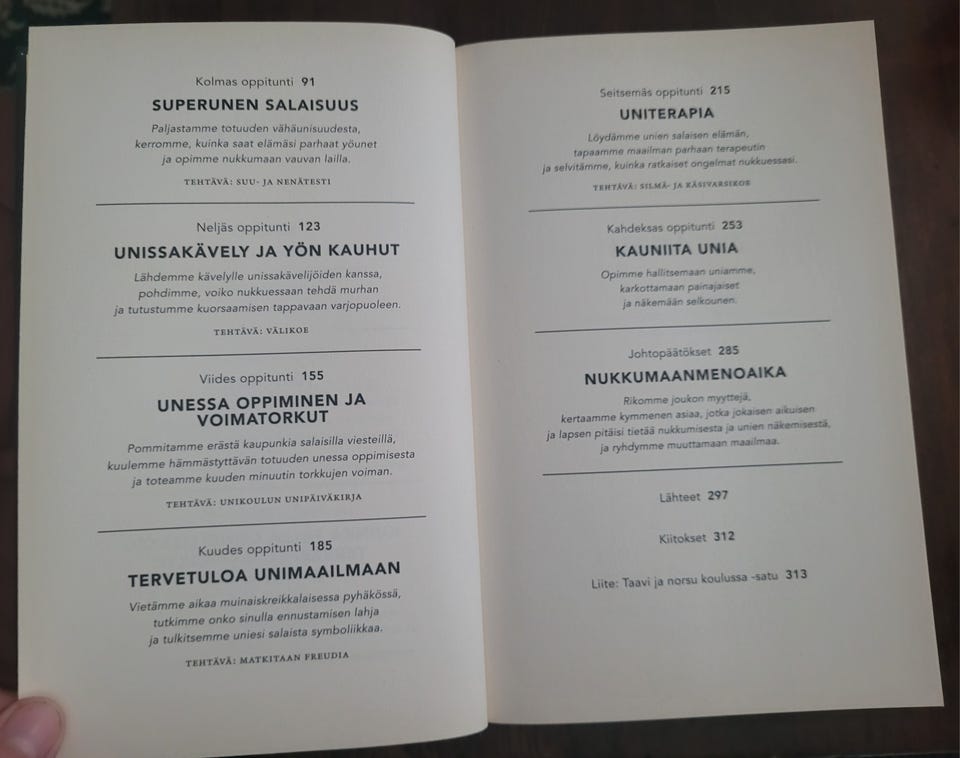 Kolmas oppitunti 91
SUPERUNEN SALAISUUS
Paljastamme totuuden vähäunisuudesta,
kerromme, kuinka saat elämäsi parhaat yöunet
ja opimme nukkumaan vauvan lailla.
TEHTÄVÄ: SUU- JA NENÄTESTI
Neljäs oppitunti 123
UNISSAKÄVELY JA YÖN KAUHUT
Lähdemme kävelylle unissakävelijöiden kanssa,
pohdimme, voiko nukkuessaan tehdä murhan
ja tutustumme kuorsaamisen tappavaan varjopuoleen.
TEHTÄVÄ: VÄLIKOE
Viides oppitunti 155
UNESSA OPPIMINEN JA
VOIMATORKUT
Pommitamme erästä kaupunkia salaisilla viesteillä,
kuulemme hämmästyttävän totuuden unessa oppimisesta
ja toteamme kuuden minuutin torkkujen voiman.
TEHTÄVÄ: UNIKOULUN UNIPÄIVÄKIRJA
Kuudes oppitunti 185
TERVETULOA UNIMAAILMAAN
Vietämme aikaa muinaiskreikkalaisessa pyhäkössä,
tutkimme onko sinulla ennustamisen lahja
ja tulkitsemme uniesi salaista symboliikkaa.
TEHTÄVÄ: MATKITAAN FREUDIA
Seitsemäs oppitunti 215
UNITERAPIA
Löydämme unien salaisen elämän,
tapaamme maailman parhaan terapeutin
ja selvitämme, kuinka ratkaiset ongelmat nukkuessasi.
TEHTÄVÄ: SILMÄ- JA KÄSIVARSIKOE
Kahdeksas oppitunti 253
KAUNIITA UNIA
Opimme hallitsemaan uniamme,
karkottamaan painajaiset
ja näkemään selkounen.
Johtopäätökset 285
NUKKUMAANMENOAIKA
Rikomme joukon myyttejä,
kertaamme kymmenen asiaa, jotka jokaisen aikuisen
ja lapsen pitäisi tietää nukkumisesta ja unien näkemisestä,
ja ryhdymme muuttamaan maailmaa.
Lähteet 297
Kiitokset 312
Liite: Taavi ja norsu koulussa -satu 313